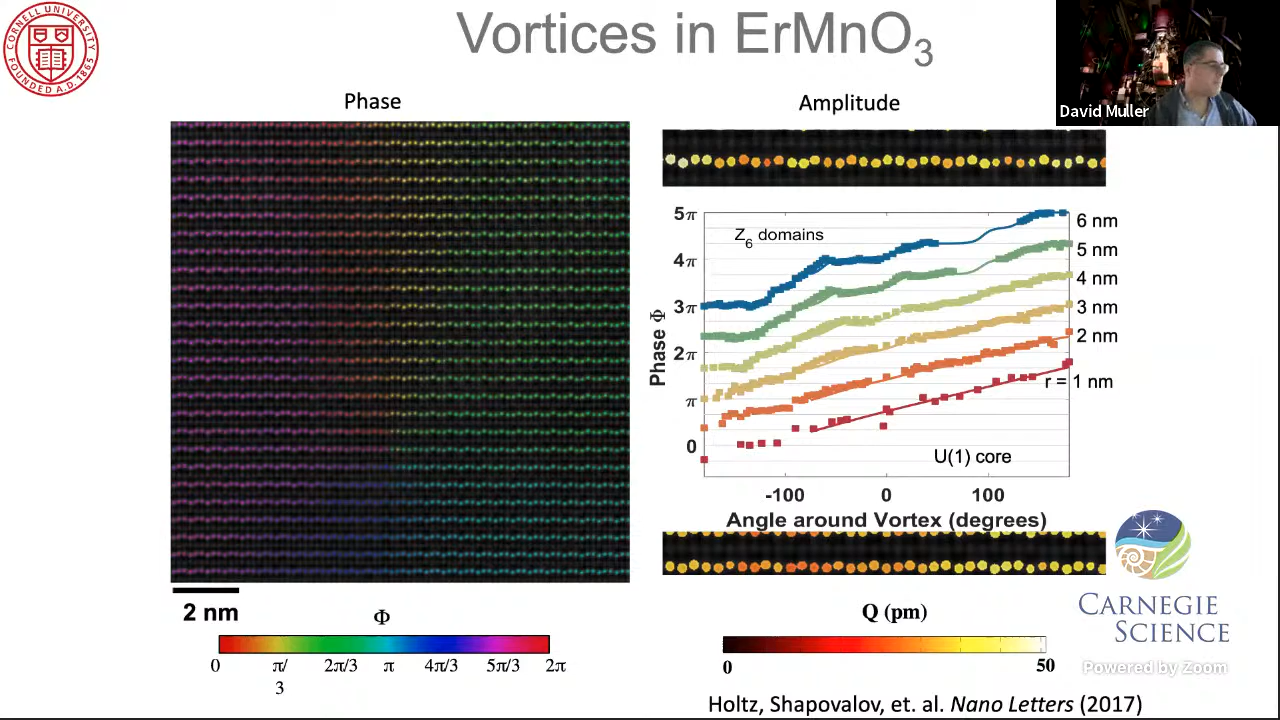 CORNELL UNIVERSITY
FOUNDED A.D. 1865
Vortices in ErMnO₃
David Muller
Phase
Amplitude
Z₆ domains
5π
4π
3π
2π
π
0
Phase Φ
6 nm
5 nm
4 nm
3 nm
2 nm
r = 1 nm
U(1) core
-100 0 100
Angle around Vortex (degrees)
2 nm
Φ
0 π/3 2π/3 π 4π/3 5π/3 2π
Q (pm)
0 50
CARNEGIE
SCIENCE
Powered by Zoom
Holtz, Shapovalov, et. al. Nano Letters (2017)